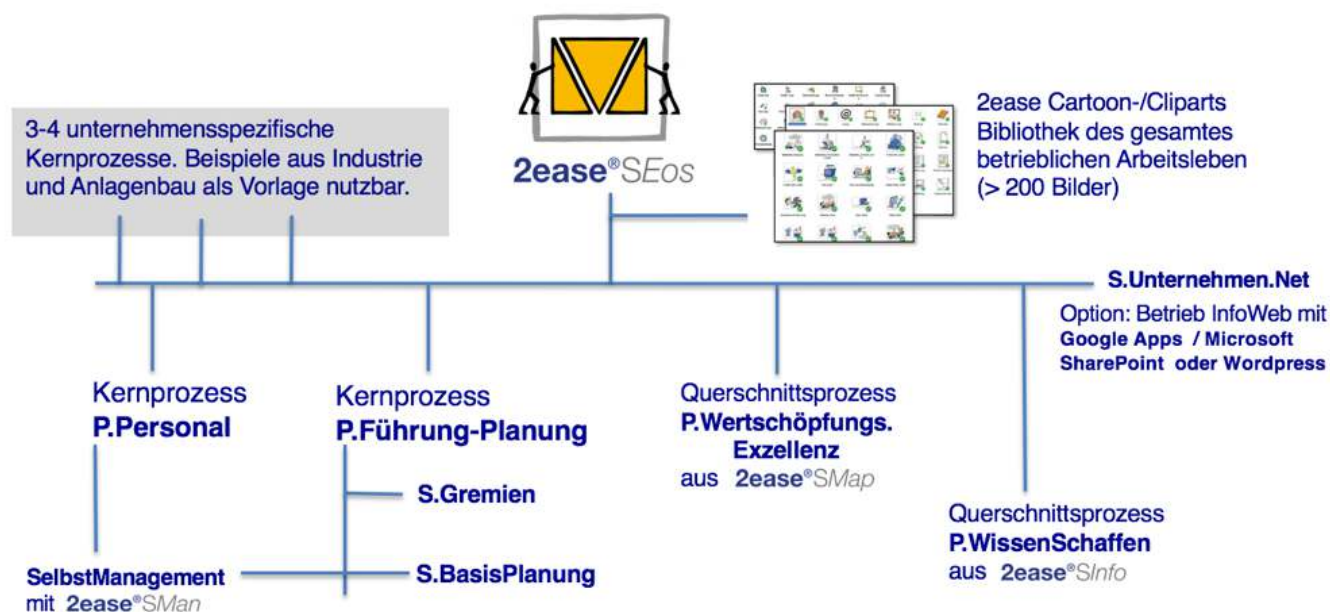 3-4 unternehmensspezifische
Kernprozesse. Beispiele aus Industrie
und Anlagenbau als Vorlage nutzbar.
2ease®SEos
2ease Cartoon-/Cliparts
Bibliothek des gesamtes
betrieblichen Arbeitsleben
(> 200 Bilder)
S.Unternehmen.Net
Option: Betrieb InfoWeb mit
Google Apps / Microsoft
SharePoint oder Wordpress
Kernprozess
P.Personal
Kernprozess
P.Führung-Planung
Querschnittsprozess
P.Wertschöpfungs.
Exzellenz
aus 2ease®SMap
S.Gremien
Querschnittsprozess
P.WissenSchaffen
aus 2ease®SInfo
SelbstManagement
mit 2ease®SMan
S.BasisPlanung